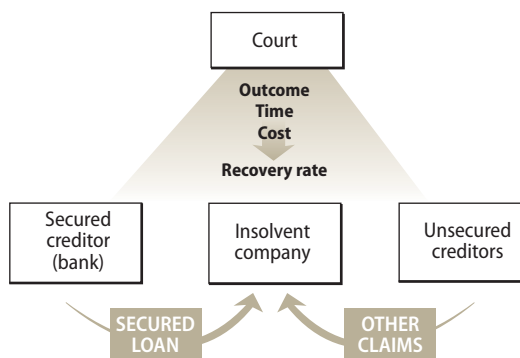 Court
Outcome
Time
Cost
Recovery rate
Secured
creditor
(bank)
Insolvent
company
Unsecured
creditors
SECURED
LOAN
OTHER
CLAIMS